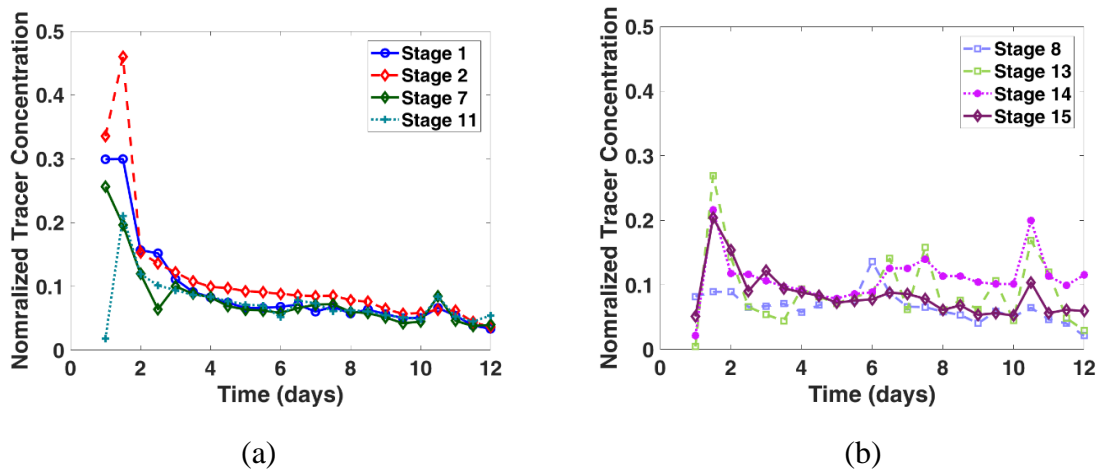 0.5
0.4
0.3
0.2
0.1
0
0
2
4
6
8
10
12
Nomralized Tracer Concentration
Time (days)
Stage 1
Stage 2
Stage 7
Stage 11
(a)
0.5
0.4
0.3
0.2
0.1
0
0
2
4
6
8
10
12
Nomralized Tracer Concentration
Time (days)
Stage 8
Stage 13
Stage 14
Stage 15
(b)